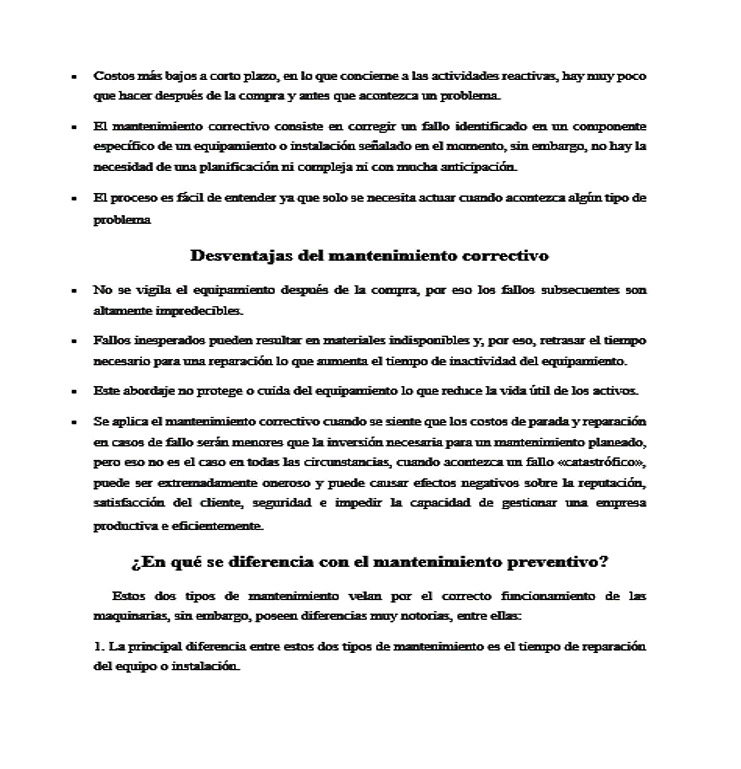 ▪ Costos más bajos a corto plazo, en lo que concierne a las actividades reactivas, hay muy poco
que hacer después de la compra y antes que acontezca un problema.
▪ El mantenimiento correctivo consiste en corregir un fallo identificado en un componente
específico de un equipamiento o instalación señalado en el momento, sin embargo, no hay la
necesidad de una planificación ni compleja ni con mucha anticipación.
▪ El proceso es fácil de entender ya que solo se necesita actuar cuando acontezca algún tipo de
problema
Desventajas del mantenimiento correctivo
▪ No se vigila el equipamiento después de la compra, por eso los fallos subsecuentes son
altamente impredecibles.
▪ Fallos inesperados pueden resultar en materiales indisponibles y, por eso, retrasar el tiempo
necesario para una reparación lo que aumenta el tiempo de inactividad del equipamiento.
▪ Este abordaje no protege o cuida del equipamiento lo que reduce la vida útil de los activos.
▪ Se aplica el mantenimiento correctivo cuando se siente que los costos de parada y reparación
en casos de fallo serán menores que la inversión necesaria para un mantenimiento planeado,
pero eso no es el caso en todas las circunstancias, cuando acontezca un fallo «catastrófico»,
puede ser extremadamente oneroso y puede causar efectos negativos sobre la reputación,
satisfacción del cliente, seguridad e impedir la capacidad de gestionar una empresa
productiva e eficientemente.
¿En qué se diferencia con el mantenimiento preventivo?
Estos dos tipos de mantenimiento velan por el correcto funcionamiento de las
maquinarias, sin embargo, poseen diferencias muy notorias, entre ellas:
1. La principal diferencia entre estos dos tipos de mantenimiento es el tiempo de reparación
del equipo o instalación.